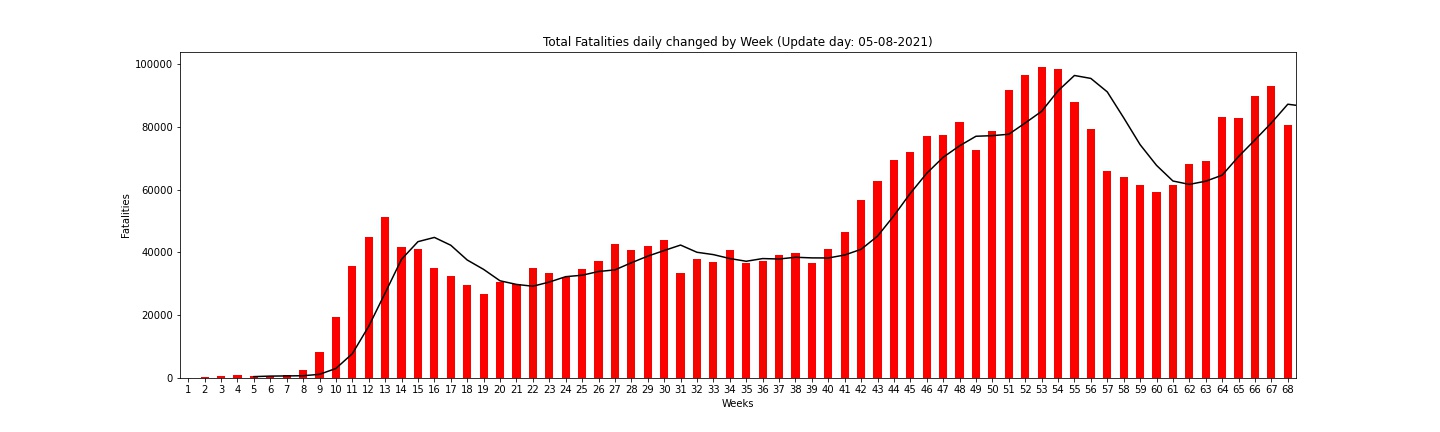 Total Fatalities daily changed by Week (Update day: 05-08-2021)
100000
80000
60000
40000
20000
0
Fatalities
1 2 3 4 5 6 7 8 9 10 11 12 13 14 15 16 17 18 19 20 21 22 23 24 25 26 27 28 29 30 31 32 33 34 35 36 37 38 39 40 41 42 43 44 45 46 47 48 49 50 51 52 53 54 55 56 57 58 59 60 61 62 63 64 65 66 67 68
Weeks